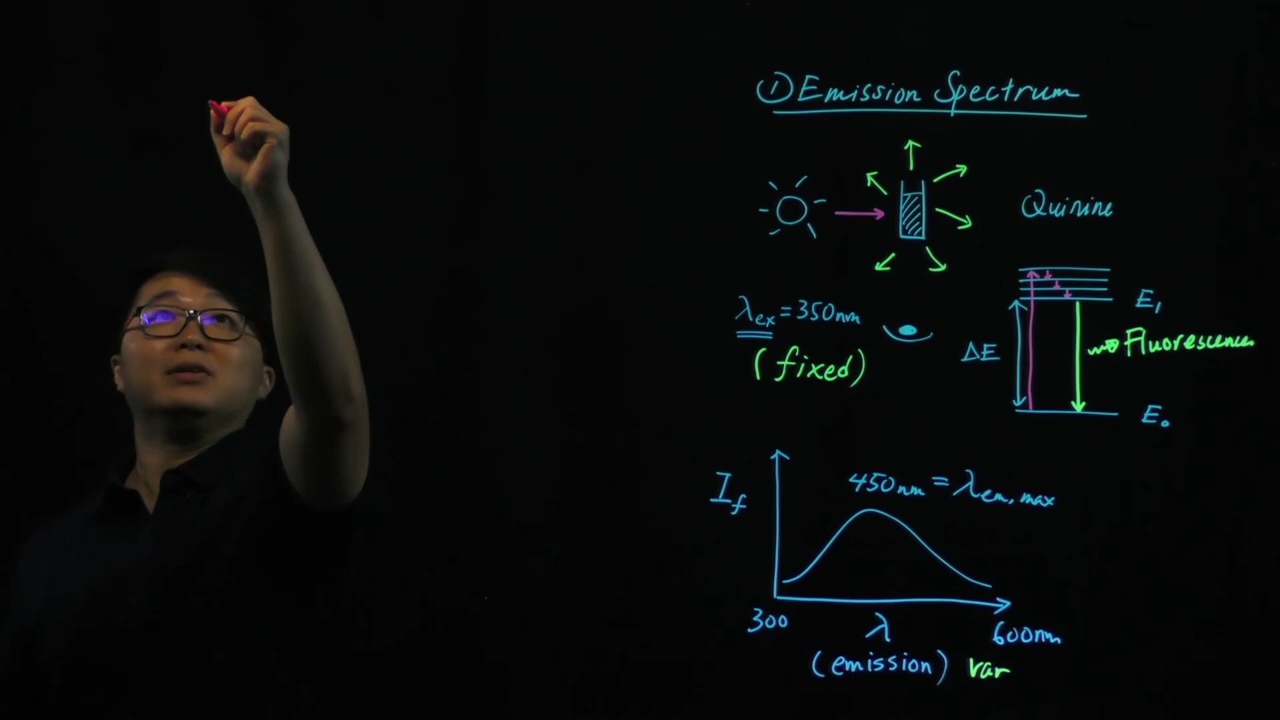 ① Emission Spectrum
Quinine
λex = 350nm
(fixed)
E₁
ΔE
Fluorescence
E₀
If
450nm = λem, max
300
λ
600nm
(emission) var